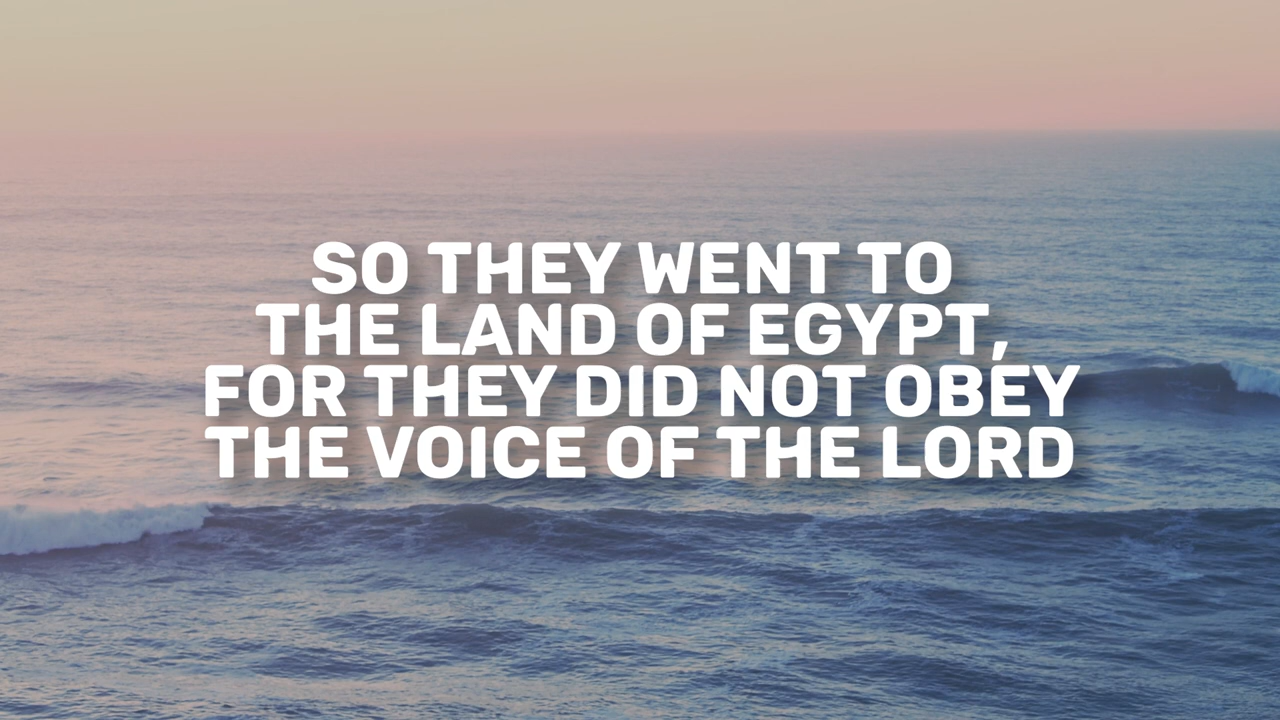 SO THEY WENT TO
THE LAND OF EGYPT,
FOR THEY DID NOT OBEY
THE VOICE OF THE LORD